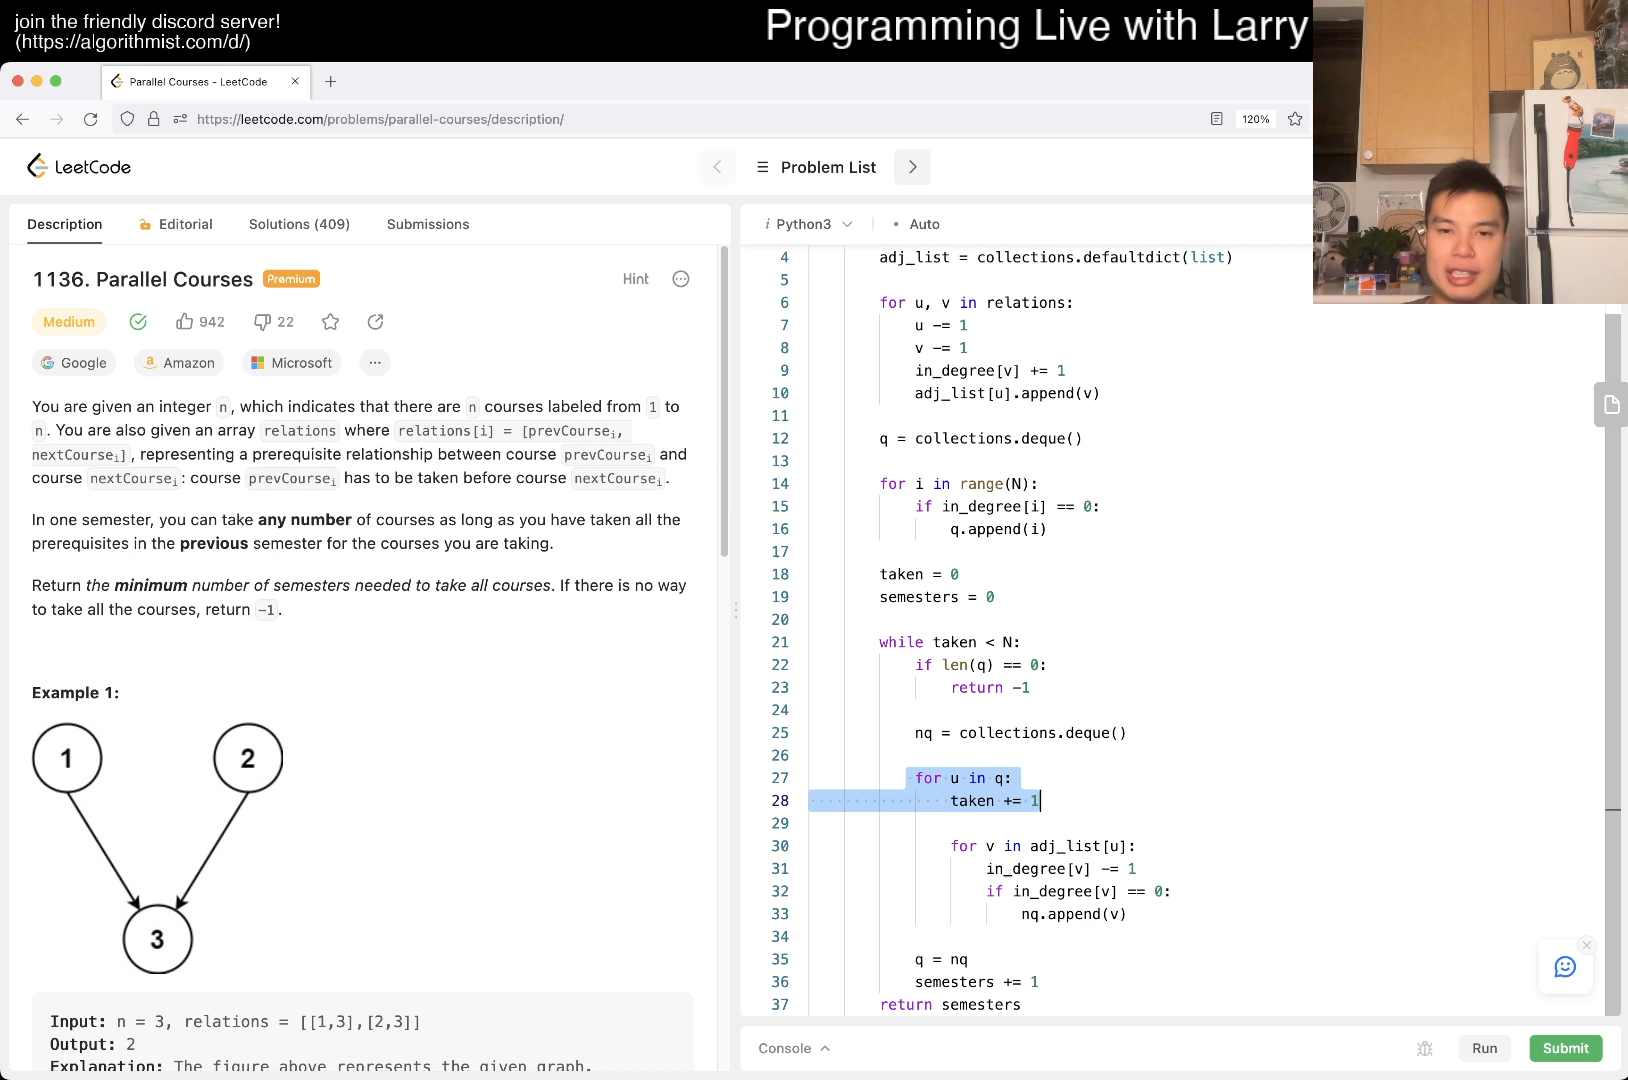 join the friendly discord server!
(https://algorithmist.com/d/)
Programming Live with Larry
Parallel Courses - LeetCode
https://leetcode.com/problems/parallel-courses/description/
120%
LeetCode
Problem List
Description
Editorial
Solutions (409)
Submissions
1136. Parallel Courses
Premium
Hint
Medium
942
22
Google
Amazon
Microsoft
You are given an integer n, which indicates that there are n courses labeled from 1 to
n. You are also given an array relations where relations[i] = [prevCourseᵢ,
nextCourseᵢ], representing a prerequisite relationship between course prevCourseᵢ and
course nextCourseᵢ: course prevCourseᵢ has to be taken before course nextCourseᵢ.
In one semester, you can take any number of courses as long as you have taken all the
prerequisites in the previous semester for the courses you are taking.
Return the minimum number of semesters needed to take all courses. If there is no way
to take all the courses, return -1.
Example 1:
1
2
3
Input: n = 3, relations = [[1,3],[2,3]]
Output: 2
Explanation: The figure above represents the given graph.
i Python3
Auto
4 adj_list = collections.defaultdict(list)
5
6 for u, v in relations:
7 u -= 1
8 v -= 1
9 in_degree[v] += 1
10 adj_list[u].append(v)
11
12 q = collections.deque()
13
14 for i in range(N):
15 if in_degree[i] == 0:
16 q.append(i)
17
18 taken = 0
19 semesters = 0
20
21 while taken < N:
22 if len(q) == 0:
23 return -1
24
25 nq = collections.deque()
26
27 for u in q:
28 taken += 1
29
30 for v in adj_list[u]:
31 in_degree[v] -= 1
32 if in_degree[v] == 0:
33 nq.append(v)
34
35 q = nq
36 semesters += 1
37 return semesters
Console
Run
Submit